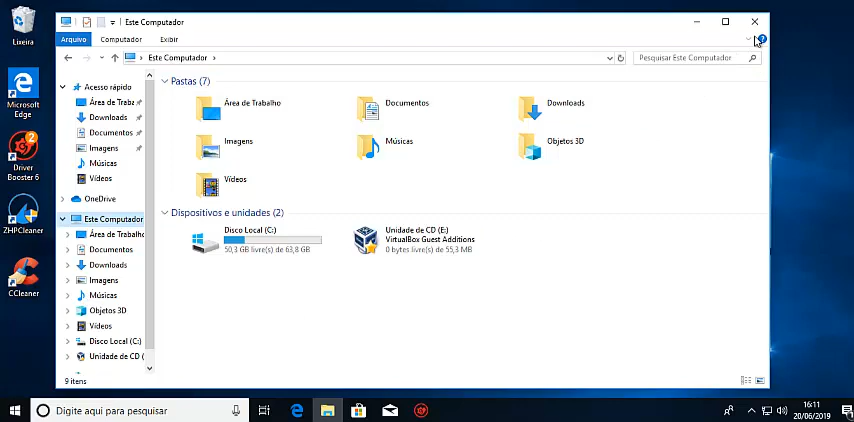 Lixeira
Microsoft
Edge
2
Driver
Booster 6
ZHPCleaner
CCleaner
Este Computador
Arquivo
Computador
Exibir
?
Este Computador
Pesquisar Este Computador
Acesso rápido
Área de Traba
Downloads
Documentos
Imagens
Músicas
Vídeos
OneDrive
Este Computador
Área de Trabalho
Documentos
Downloads
Imagens
Músicas
Objetos 3D
Vídeos
Disco Local (C:)
Unidade de CD (
Pastas (7)
Área de Trabalho
Documentos
Downloads
Imagens
Músicas
Objetos 3D
Vídeos
Dispositivos e unidades (2)
Disco Local (C:)
50,3 GB livre(s) de 63,8 GB
Unidade de CD (E:)
VirtualBox Guest Additions
0 bytes livre(s) de 55,3 MB
9 itens
Digite aqui para pesquisar
16:11
20/06/2019